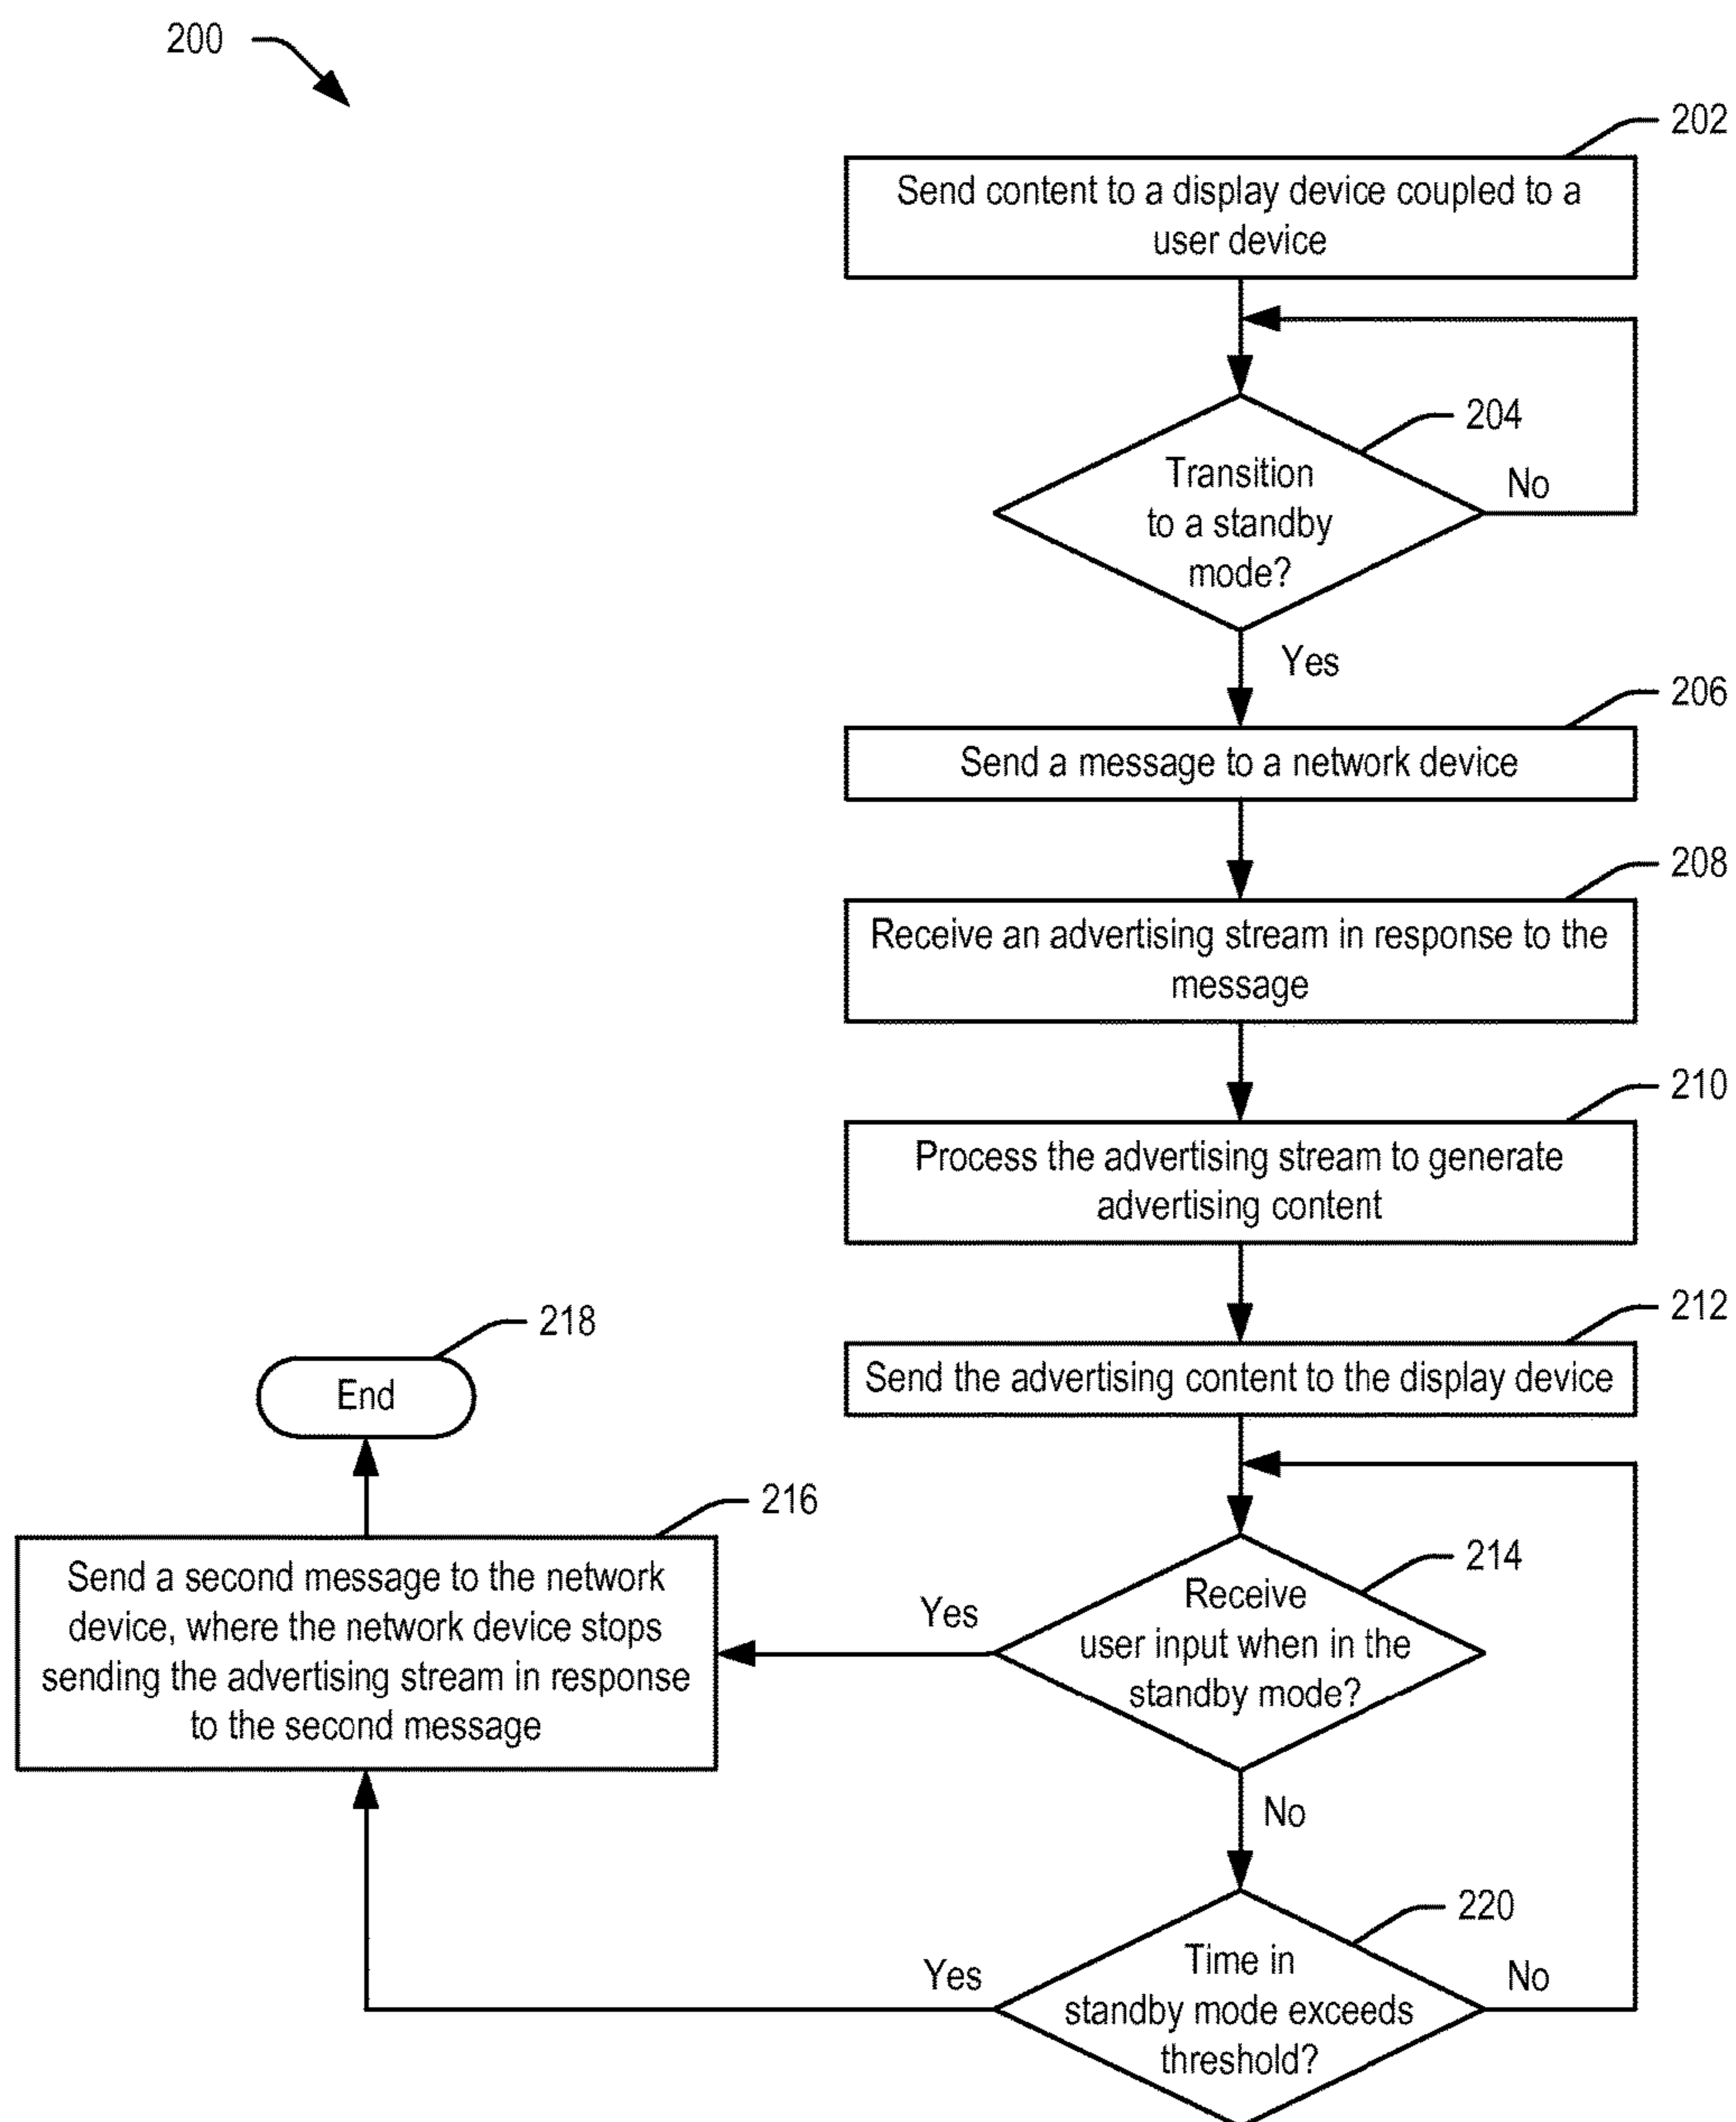 200
202
Send content to a display device coupled to a
user device
204
Transition
to a standby
mode?
No
Yes
206
Send a message to a network device
208
Receive an advertising stream in response to the
message
210
Process the advertising stream to generate
advertising content
212
Send the advertising content to the display device
218
End
216
Send a second message to the network
device, where the network device stops
sending the advertising stream in response
to the second message
214
Yes
Receive
user input when in the
standby mode?
No
220
Yes
Time in
standby mode exceeds
threshold?
No